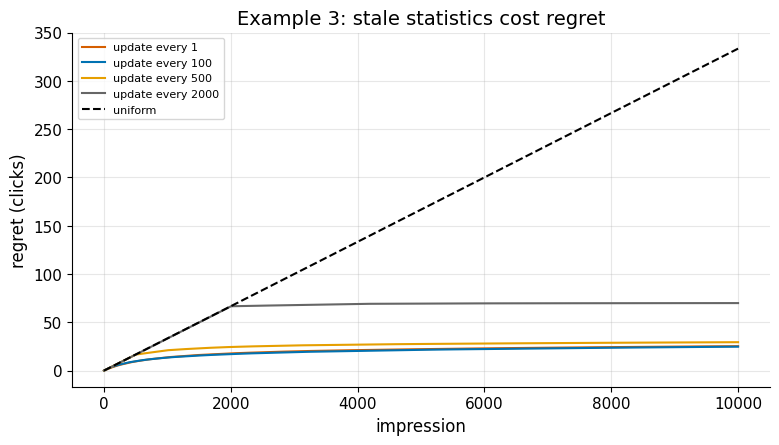 Example 3: stale statistics cost regret
update every 1
update every 100
update every 500
update every 2000
uniform
regret (clicks)
350
300
250
200
150
100
50
0
0 2000 4000 6000 8000 10000
impression